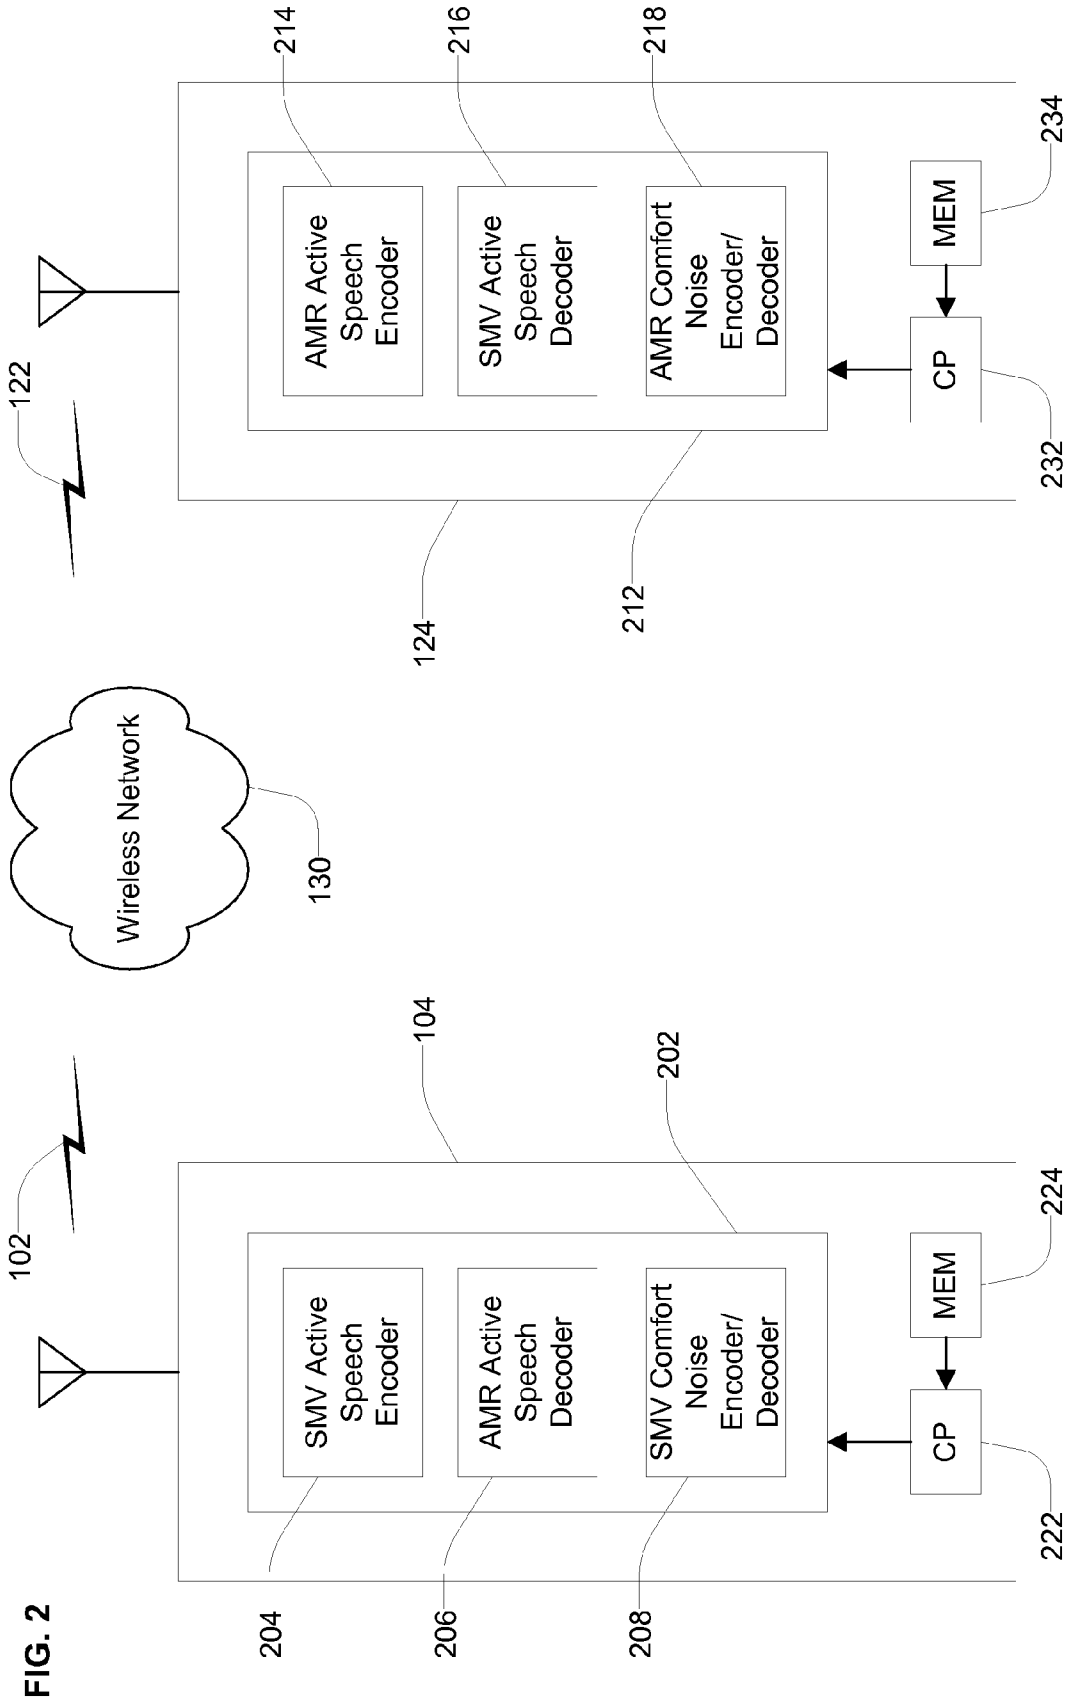 FIG. 2
102
122
Wireless Network
130
204
SMV Active
Speech
Encoder
206
AMR Active
Speech
Decoder
208
SMV Comfort
Noise
Encoder/
Decoder
104
202
CP
MEM
222
224
124
212
AMR Active
Speech
Encoder
214
SMV Active
Speech
Decoder
216
AMR Comfort
Noise
Encoder/
Decoder
218
CP
MEM
232
234